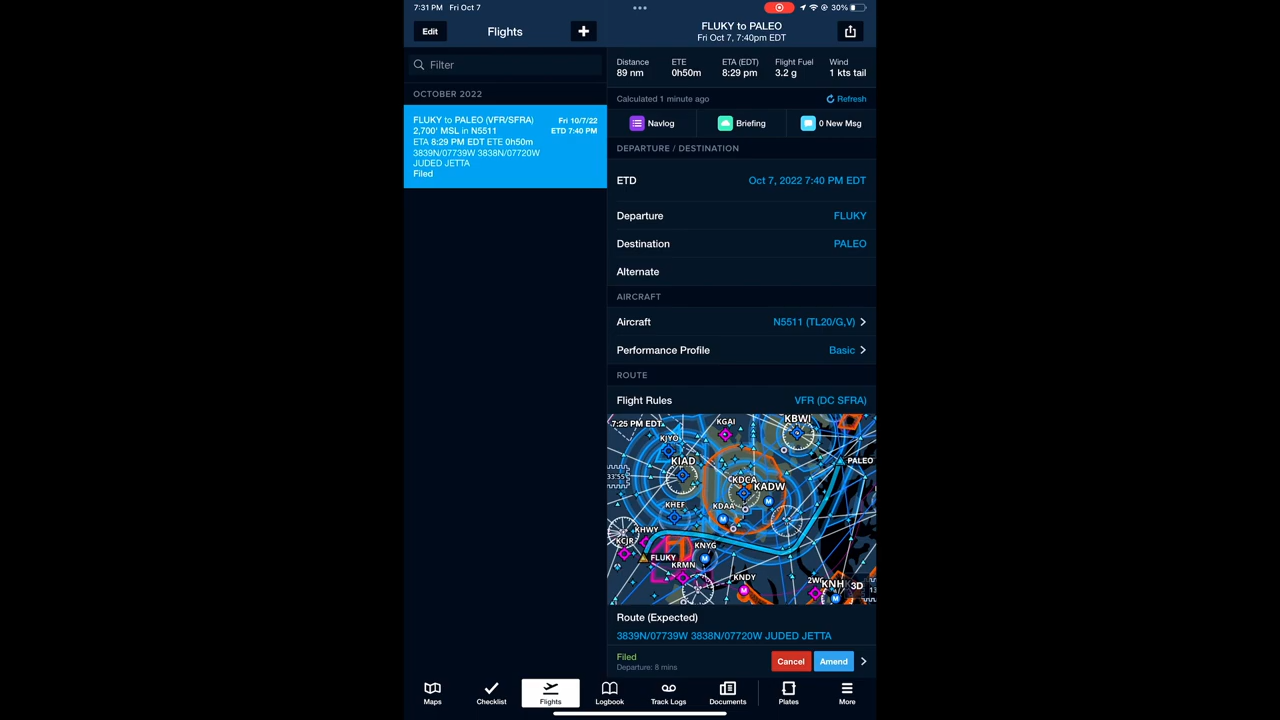 7:31 PM Fri Oct 7
30%
Edit
Flights
FLUKY to PALEO
Fri Oct 7, 7:40pm EDT
Filter
OCTOBER 2022
FLUKY to PALEO (VFR/SFRA)
Fri 10/7/22
2,700' MSL in N5511
ETD 7:40 PM
ETA 8:29 PM EDT ETE 0h50m
3839N/07739W 3838N/07720W
JUDED JETTA
Filed
Distance
ETE
ETA (EDT)
Flight Fuel
Wind
89 nm
0h50m
8:29 pm
3.2 g
1 kts tail
Calculated 1 minute ago
Refresh
Navlog
Briefing
0 New Msg
DEPARTURE / DESTINATION
ETD
Oct 7, 2022 7:40 PM EDT
Departure
FLUKY
Destination
PALEO
Alternate
AIRCRAFT
Aircraft
N5511 (TL20/G,V)
Performance Profile
Basic
ROUTE
Flight Rules
VFR (DC SFRA)
7:25 PM EDT
KGAI
KBWI
KJYO
KIAD
PALEO
KDCA
KADW
KHEF
KDAA
KHWY
KCJR
KNYG
FLUKY
KRMN
KNDY
2W6
KNH
3D
Route (Expected)
3839N/07739W 3838N/07720W JUDED JETTA
Filed
Departure: 8 mins
Cancel
Amend
Maps
Checklist
Flights
Logbook
Track Logs
Documents
Plates
More